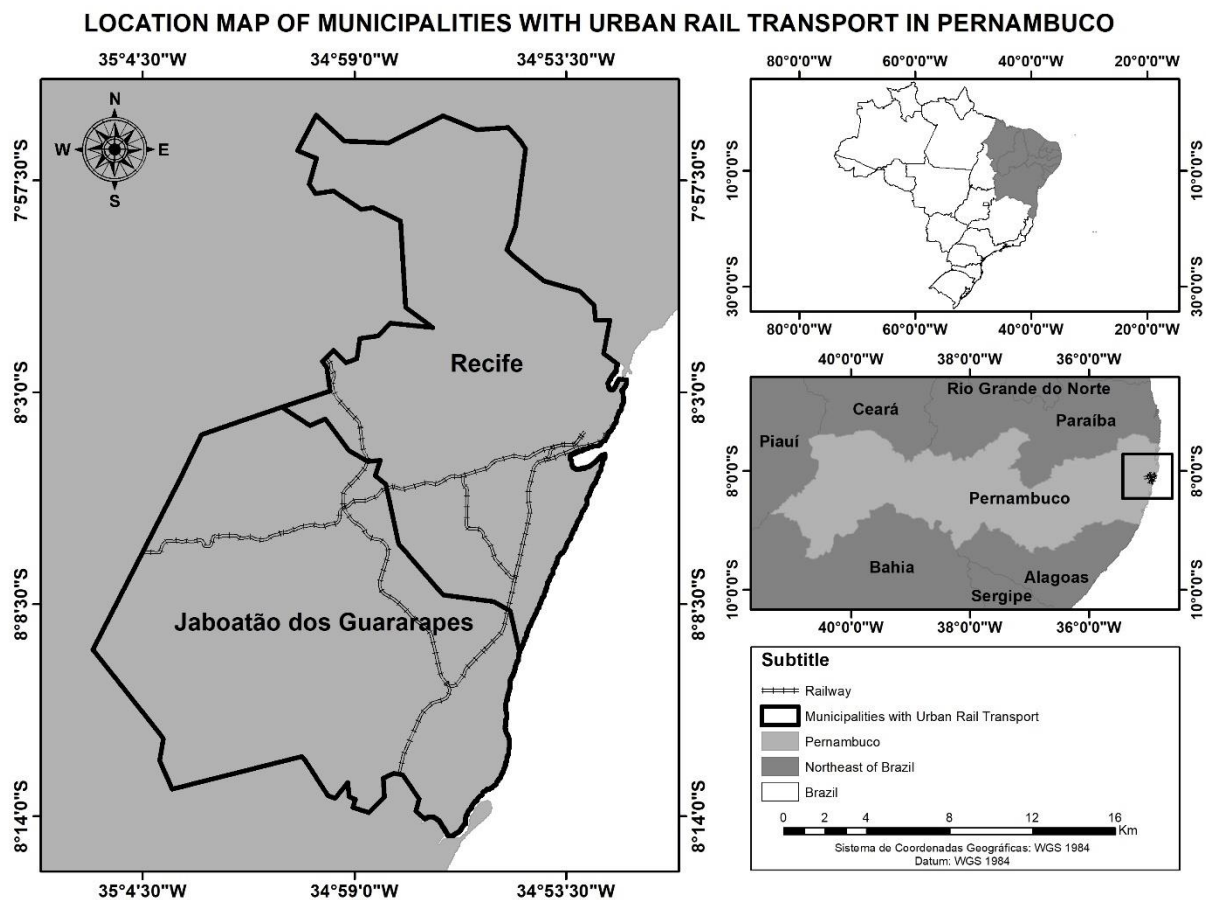 LOCATION MAP OF MUNICIPALITIES WITH URBAN RAIL TRANSPORT IN PERNAMBUCO
35°4'30"W 34°59'0"W 34°53'30"W
N
W E
S
7°57'30"S
8°3'0"S
8°8'30"S
8°14'0"S
Recife
Jaboatão dos Guararapes
7°57'30"S
8°3'0"S
8°8'30"S
8°14'0"S
35°4'30"W 34°59'0"W 34°53'30"W
80°0'0"W 60°0'0"W 40°0'0"W 20°0'0"W
10°0'0"S
30°0'0"S
10°0'0"S
30°0'0"S
80°0'0"W 60°0'0"W 40°0'0"W 20°0'0"W
40°0'0"W 38°0'0"W 36°0'0"W
8°0'0"S
10°0'0"S
Rio Grande do Norte
Ceará
Paraíba
Piauí
Pernambuco
Bahia
Alagoas
Sergipe
8°0'0"S
10°0'0"S
40°0'0"W 38°0'0"W 36°0'0"W
Subtitle
Railway
Municipalities with Urban Rail Transport
Pernambuco
Northeast of Brazil
Brazil
0 2 4 8 12 16
Km
Sistema de Coordenadas Geográficas: WGS 1984
Datum: WGS 1984